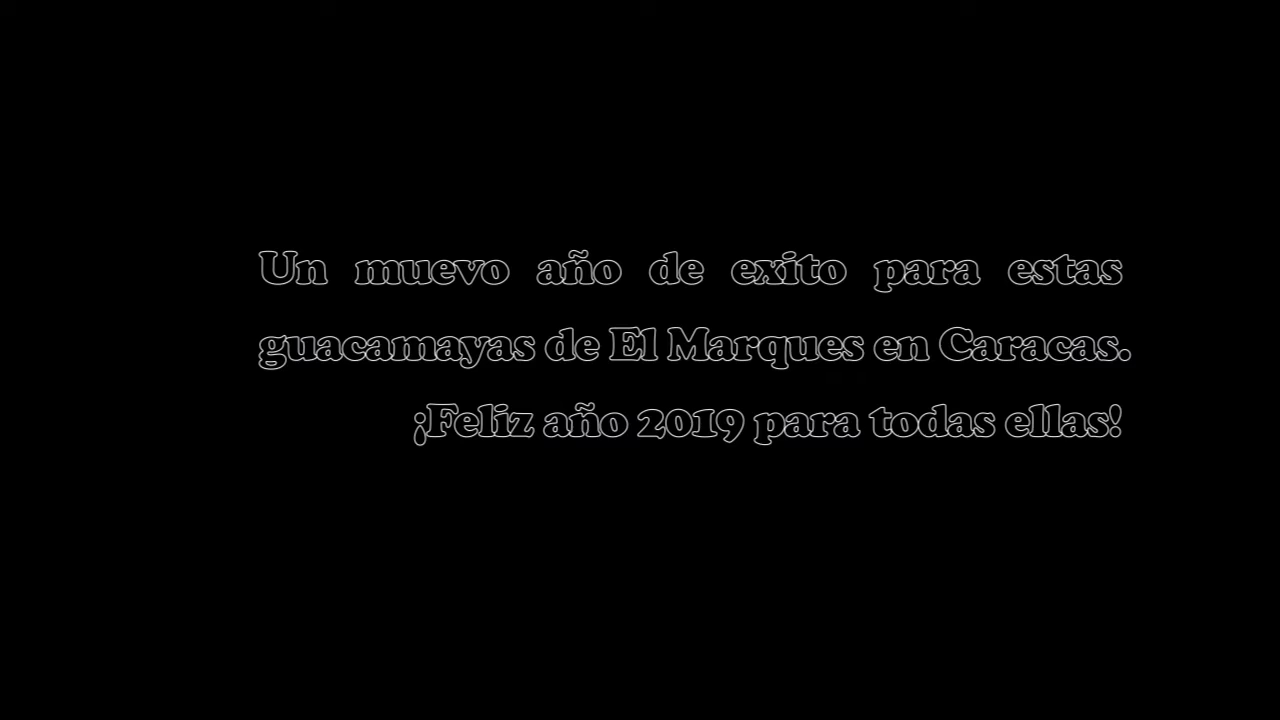 Un muevo año de exito para estas
guacamayas de El Marques en Caracas.
¡Feliz año 2019 para todas ellas!